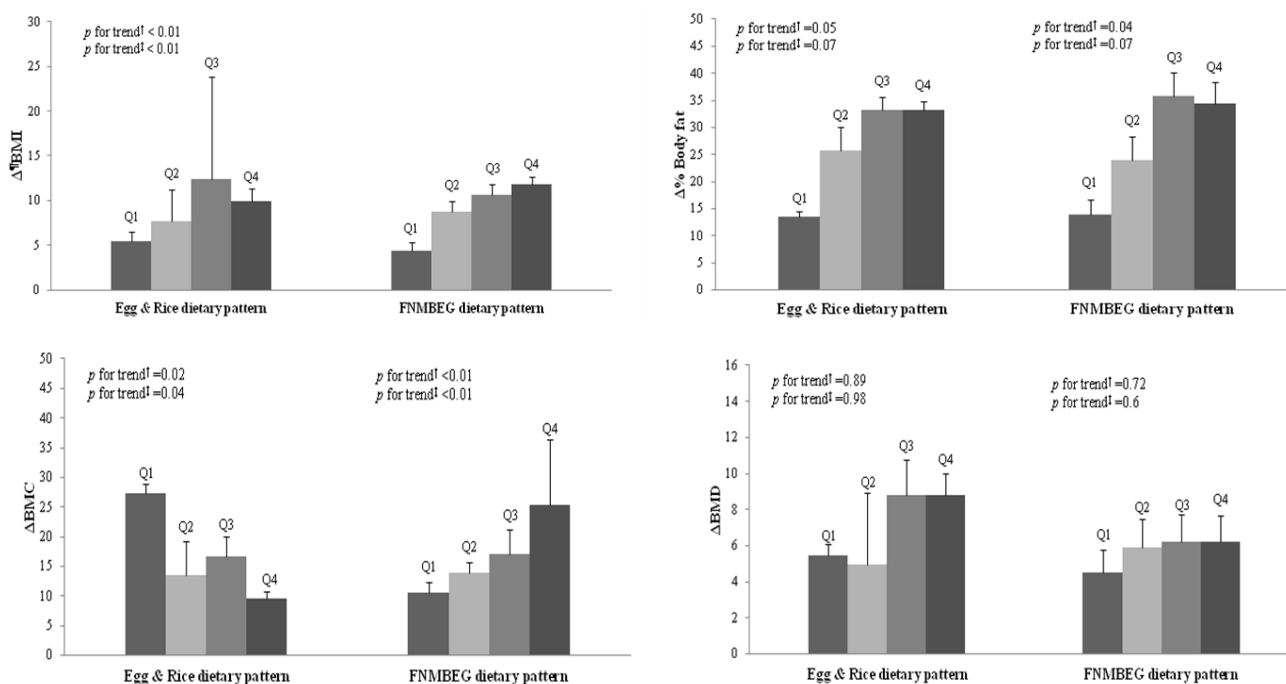 30
25
20
15
10
5
0
Δ¶BMI
p for trend† < 0.01
p for trend‡ < 0.01
Q1
Q2
Q3
Q4
Q1
Q2
Q3
Q4
Egg & Rice dietary pattern
FNMBEG dietary pattern
50
45
40
35
30
25
20
15
10
5
0
Δ% Body fat
p for trend† =0.05
p for trend‡ =0.07
p for trend† =0.04
p for trend‡ =0.07
Q1
Q2
Q3
Q4
Q1
Q2
Q3
Q4
Egg & Rice dietary pattern
FNMBEG dietary pattern
50
45
40
35
30
25
20
15
10
5
0
ΔBMC
p for trend† =0.02
p for trend‡ =0.04
p for trend† <0.01
p for trend‡ <0.01
Q1
Q2
Q3
Q4
Q1
Q2
Q3
Q4
Egg & Rice dietary pattern
FNMBEG dietary pattern
16
14
12
10
8
6
4
2
0
ΔBMD
p for trend† =0.89
p for trend‡ =0.98
p for trend† =0.72
p for trend‡ =0.6
Q1
Q2
Q3
Q4
Q1
Q2
Q3
Q4
Egg & Rice dietary pattern
FNMBEG dietary pattern